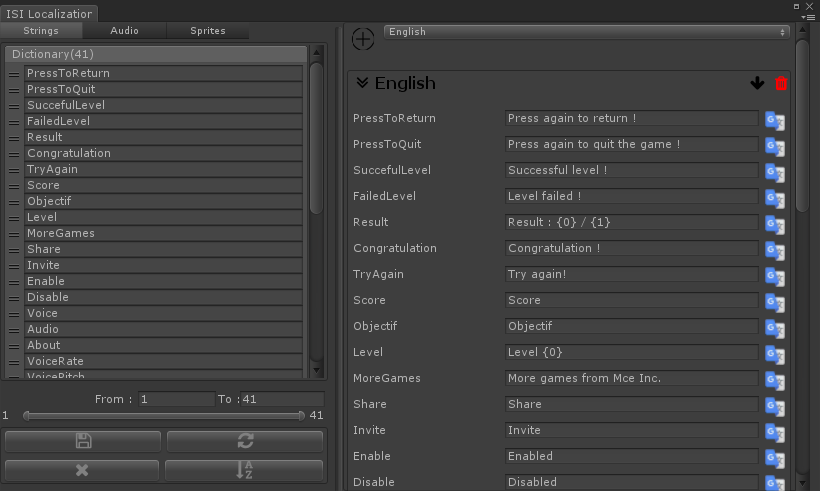 ISI Localization
Strings Audio Sprites
Dictionary(41)
PressToReturn
PressToQuit
SuccefulLevel
FailedLevel
Result
Congratulation
TryAgain
Score
Objectif
Level
MoreGames
Share
Invite
Enable
Disable
Voice
Audio
About
VoiceRate
VoicePitch
From : 1 To : 41
1 41
A
Z
English
English
PressToReturn Press again to return !
PressToQuit Press again to quit the game !
SuccefulLevel Successful level !
FailedLevel Level failed !
Result Result : {0} / {1}
Congratulation Congratulation !
TryAgain Try again!
Score Score
Objectif Objectif
Level Level {0}
MoreGames More games from Mce Inc.
Share Share
Invite Invite
Enable Enabled
Disable Disabled